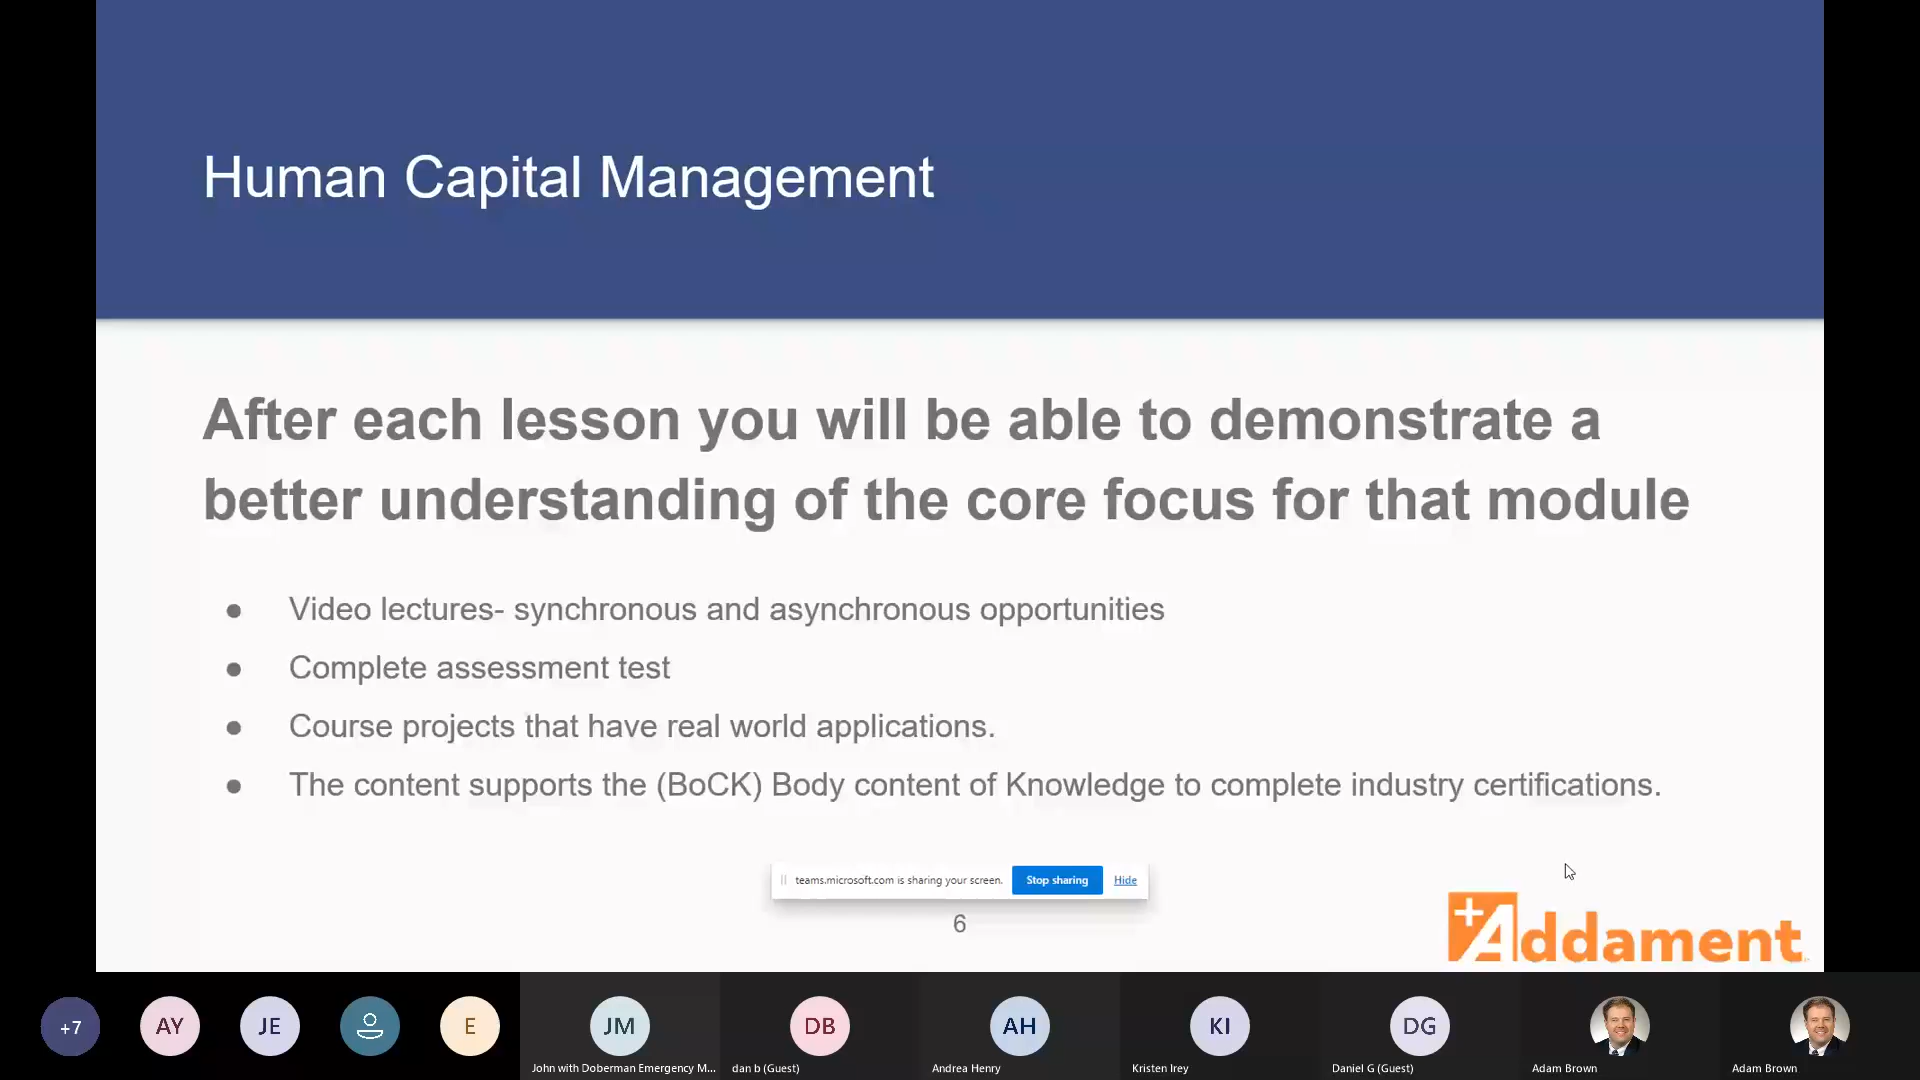 Human Capital Management
After each lesson you will be able to demonstrate a
better understanding of the core focus for that module
● Video lectures- synchronous and asynchronous opportunities
● Complete assessment test
● Course projects that have real world applications.
● The content supports the (BoCK) Body content of Knowledge to complete industry certifications.
teams.microsoft.com is sharing your screen. Stop sharing Hide
6
+Addament
+7 AY JE E JM DB AH KI DG
John with Doberman Emergency M... dan b (Guest) Andrea Henry Kristen Irey Daniel G (Guest) Adam Brown Adam Brown